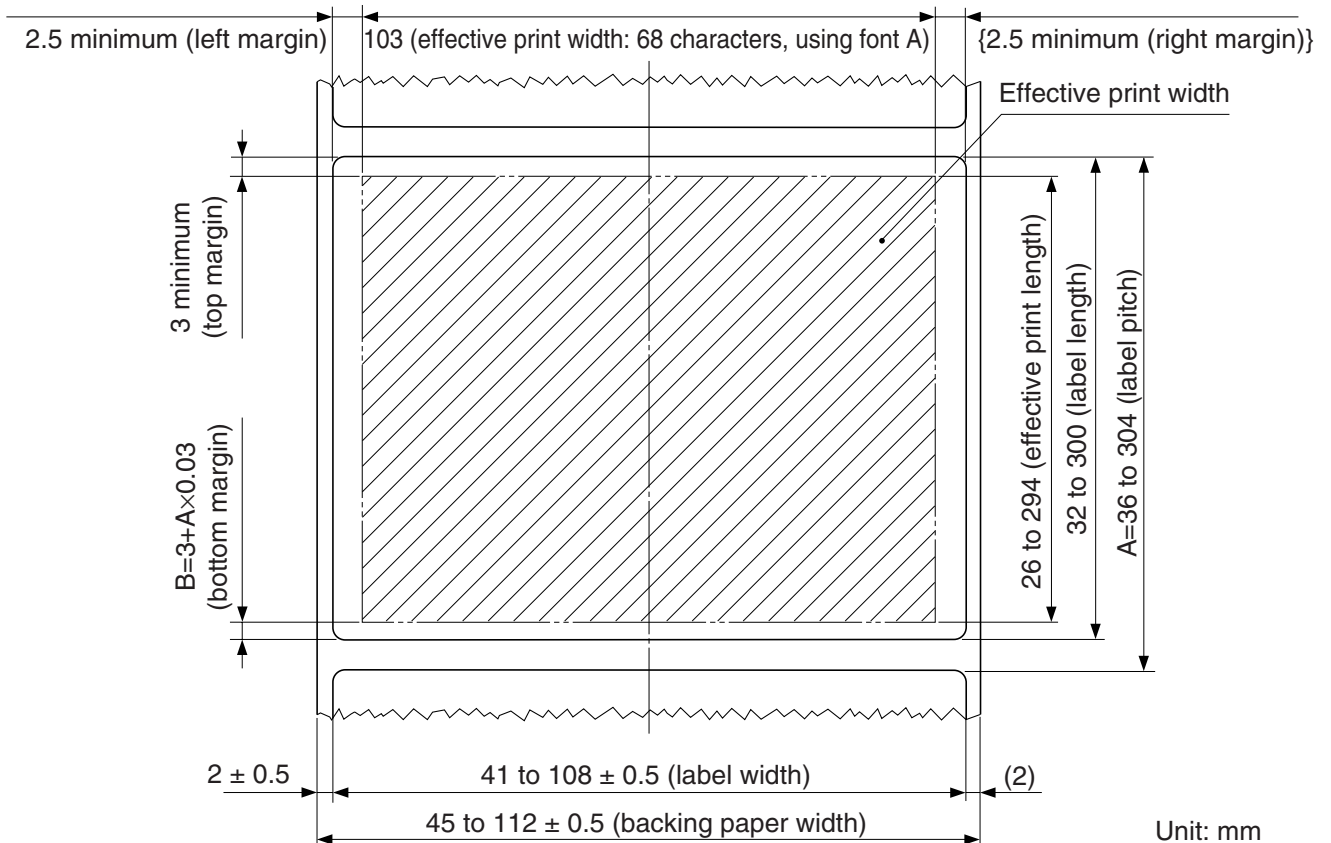 2.5 minimum (left margin)
103 (effective print width: 68 characters, using font A)
{2.5 minimum (right margin)}
Effective print width
3 minimum
(top margin)
B=3+A×0.03
(bottom margin)
26 to 294 (effective print length)
32 to 300 (label length)
A=36 to 304 (label pitch)
2 ± 0.5
41 to 108 ± 0.5 (label width)
(2)
45 to 112 ± 0.5 (backing paper width)
Unit: mm